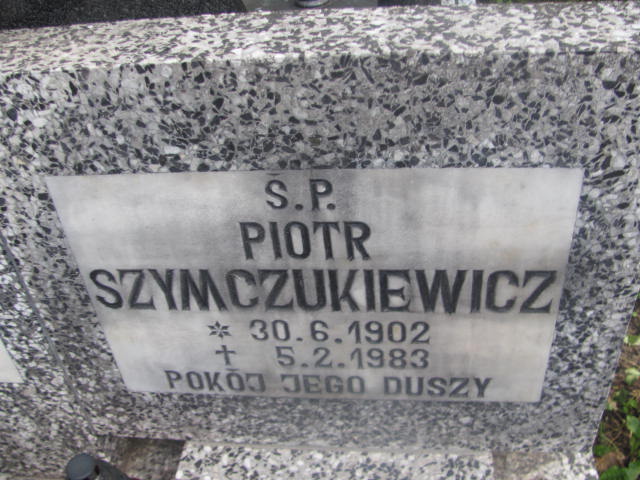 Ś.P.
PIOTR
SZYMCZUKIEWICZ
* 30.6.1902
† 5.2.1983
POKÓJ JEGO DUSZY